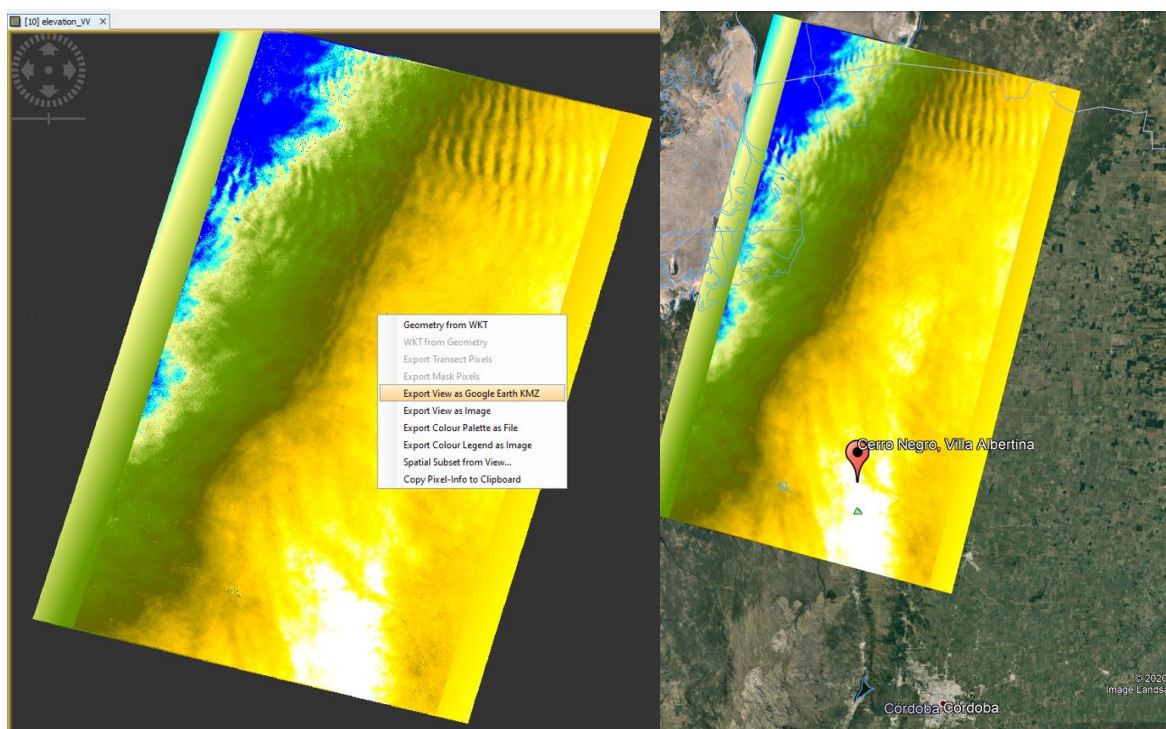 [10] elevation_VV
Geometry from WKT
WKT from Geometry
Export Transect Pixels
Export Mask Pixels
Export View as Google Earth KMZ
Export View as Image
Export Colour Palette as File
Export Colour Legend as Image
Spatial Subset from View...
Copy Pixel-Info to Clipboard
Cerro Negro, Villa Albertina
Córdoba Córdoba
© 2020
Image Landsa